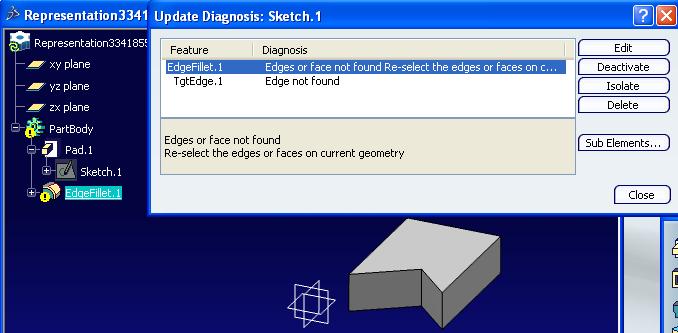 Representation3341
Update Diagnosis: Sketch.1
Representation3341855
xy plane
yz plane
zx plane
PartBody
Pad.1
Sketch.1
EdgeFillet.1
Feature Diagnosis
EdgeFillet.1 Edges or face not found Re-select the edges or faces on c...
TgtEdge.1 Edge not found
Edges or face not found
Re-select the edges or faces on current geometry
Edit
Deactivate
Isolate
Delete
Sub Elements...
Close